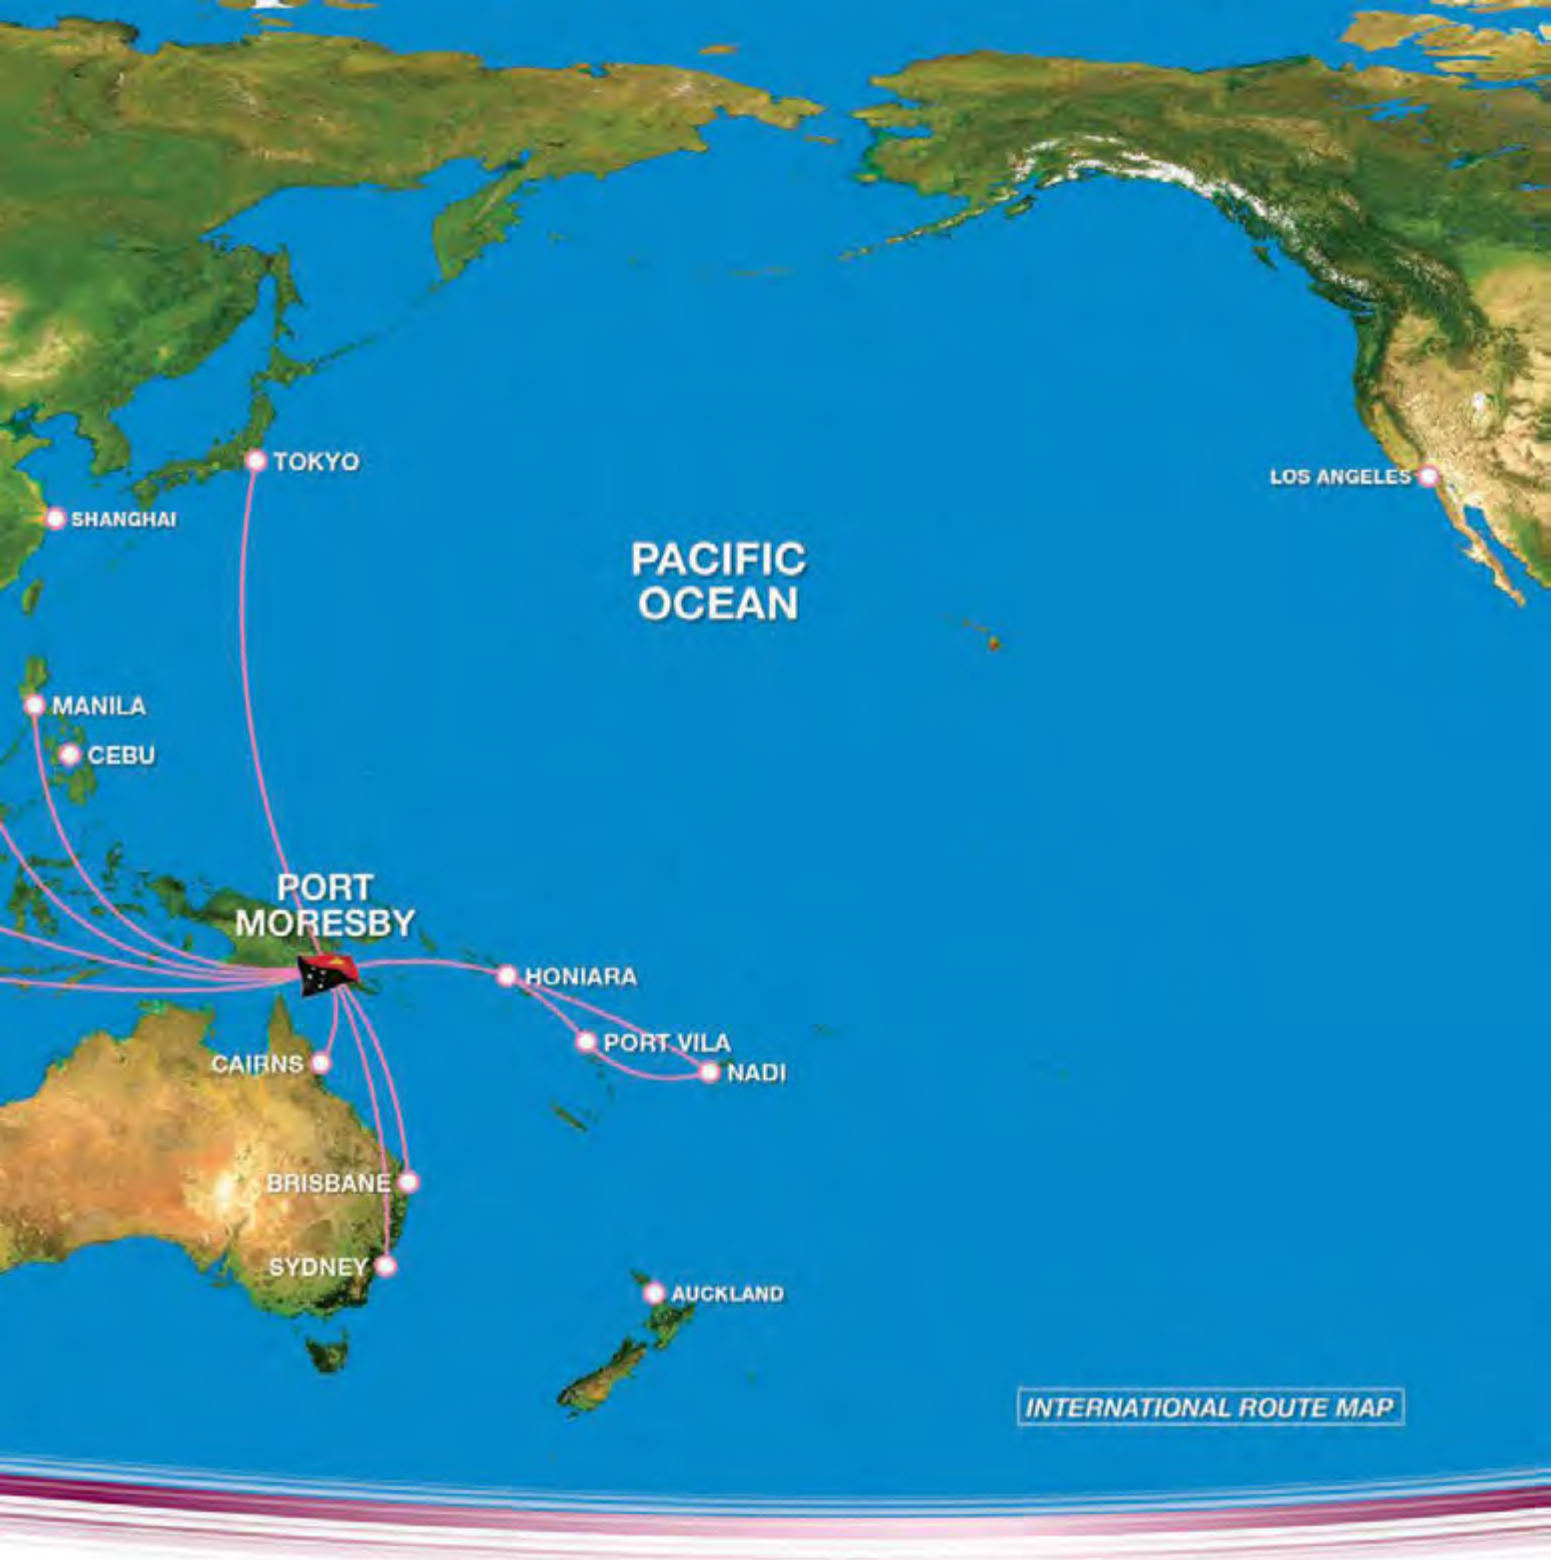 TOKYO
LOS ANGELES
SHANGHAI
PACIFIC
OCEAN
MANILA
CEBU
PORT
MORESBY
HONIARA
PORT VILA
CAIRNS
NADI
BRISBANE
SYDNEY
AUCKLAND
INTERNATIONAL ROUTE MAP